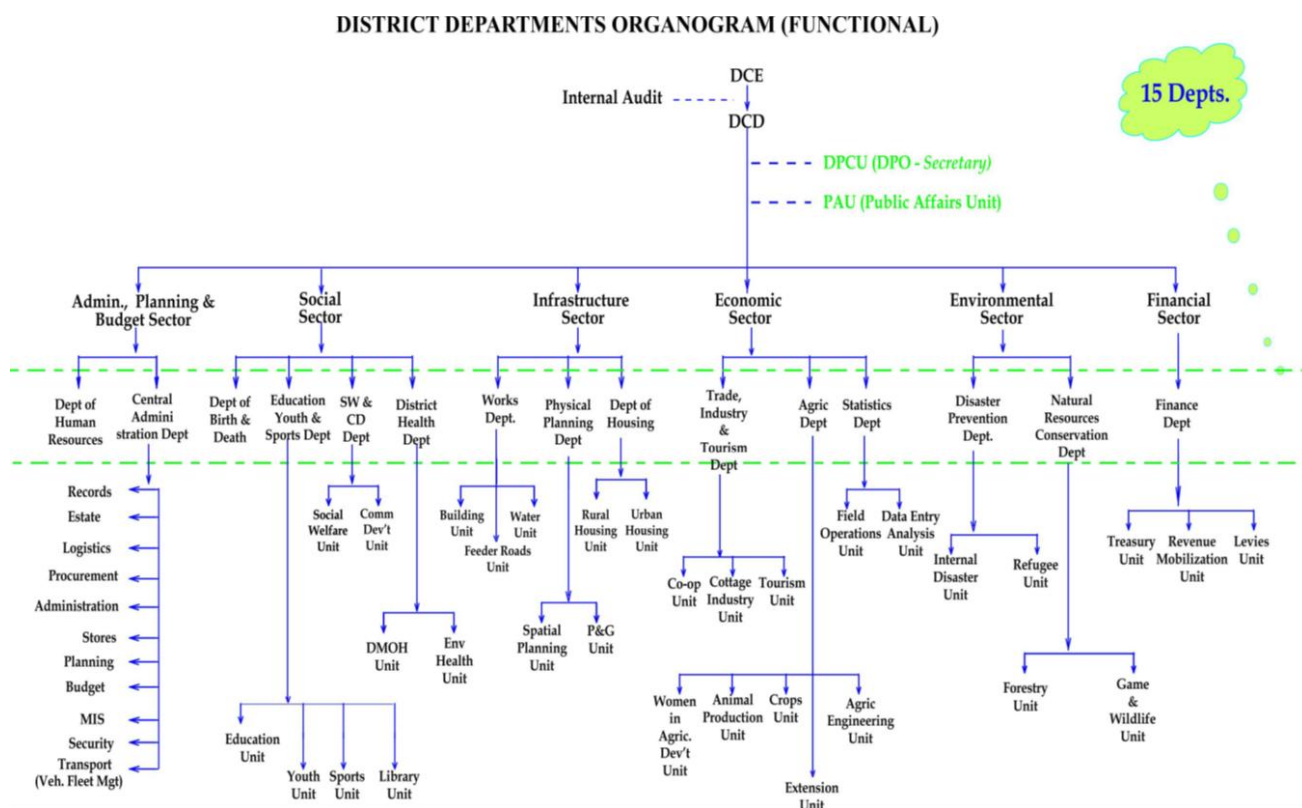 DISTRICT DEPARTMENTS ORGANOGRAM (FUNCTIONAL)
DCE
Internal Audit
DCD
15 Depts.
DPCU (DPO - Secretary)
PAU (Public Affairs Unit)
Admin., Planning &
Budget Sector
Social
Sector
Infrastructure
Sector
Economic
Sector
Environmental
Sector
Financial
Sector
Dept of
Human
Resources
Central
Admini
stration Dept
Dept of
Birth &
Death
Education
Youth &
Sports Dept
SW &
CD
Dept
District
Health
Dept
Works
Dept.
Physical
Planning
Dept
Dept of
Housing
Trade,
Industry
&
Tourism
Dept
Agric
Dept
Statistics
Dept
Disaster
Prevention
Dept.
Natural
Resources
Conservation
Dept
Finance
Dept
Records
Estate
Logistics
Procurement
Administration
Stores
Planning
Budget
MIS
Security
Transport
(Veh. Fleet Mgt)
Education
Unit
Youth
Unit
Sports
Unit
Library
Unit
Social
Welfare
Unit
Comm
Dev't
Unit
DMOH
Unit
Env
Health
Unit
Building
Unit
Feeder Roads
Unit
Water
Unit
Spatial
Planning
Unit
P&G
Unit
Rural
Housing
Unit
Urban
Housing
Unit
Co-op
Unit
Cottage
Industry
Unit
Tourism
Unit
Women
in
Agric.
Dev't
Unit
Animal
Production
Unit
Crops
Unit
Agric
Engineering
Unit
Extension
Unit
Field
Operations
Unit
Data Entry
Analysis
Unit
Internal
Disaster
Unit
Refugee
Unit
Forestry
Unit
Game
&
Wildlife
Unit
Treasury
Unit
Revenue
Mobilization
Unit
Levies
Unit